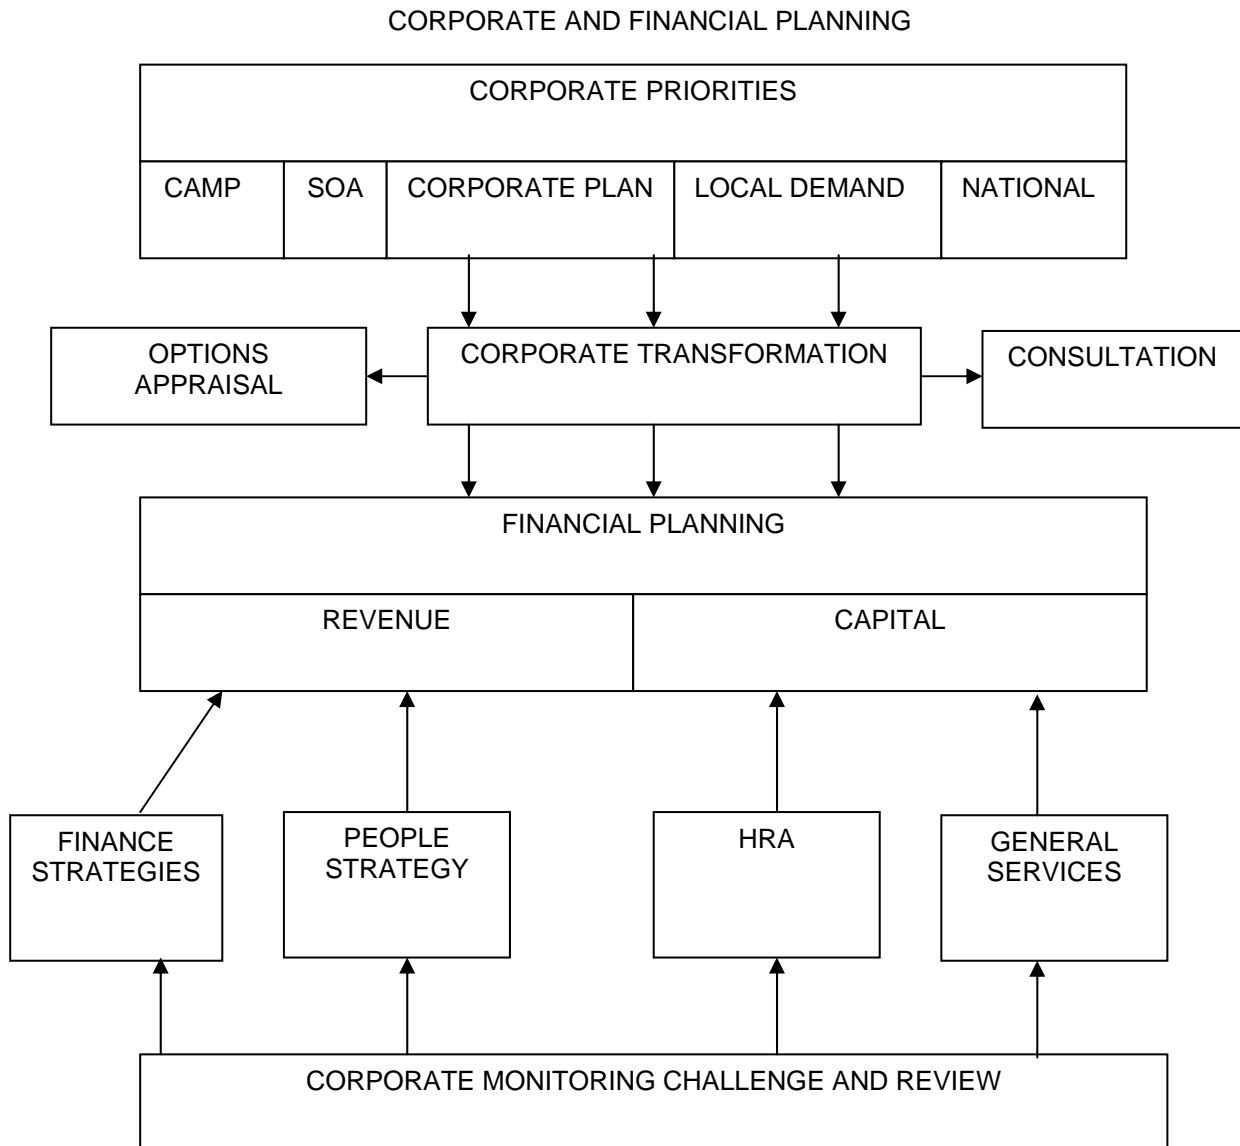 CORPORATE AND FINANCIAL PLANNING
CORPORATE PRIORITIES
CAMP
SOA
CORPORATE PLAN
LOCAL DEMAND
NATIONAL
OPTIONS
APPRAISAL
CORPORATE TRANSFORMATION
CONSULTATION
FINANCIAL PLANNING
REVENUE
CAPITAL
FINANCE
STRATEGIES
PEOPLE
STRATEGY
HRA
GENERAL
SERVICES
CORPORATE MONITORING CHALLENGE AND REVIEW